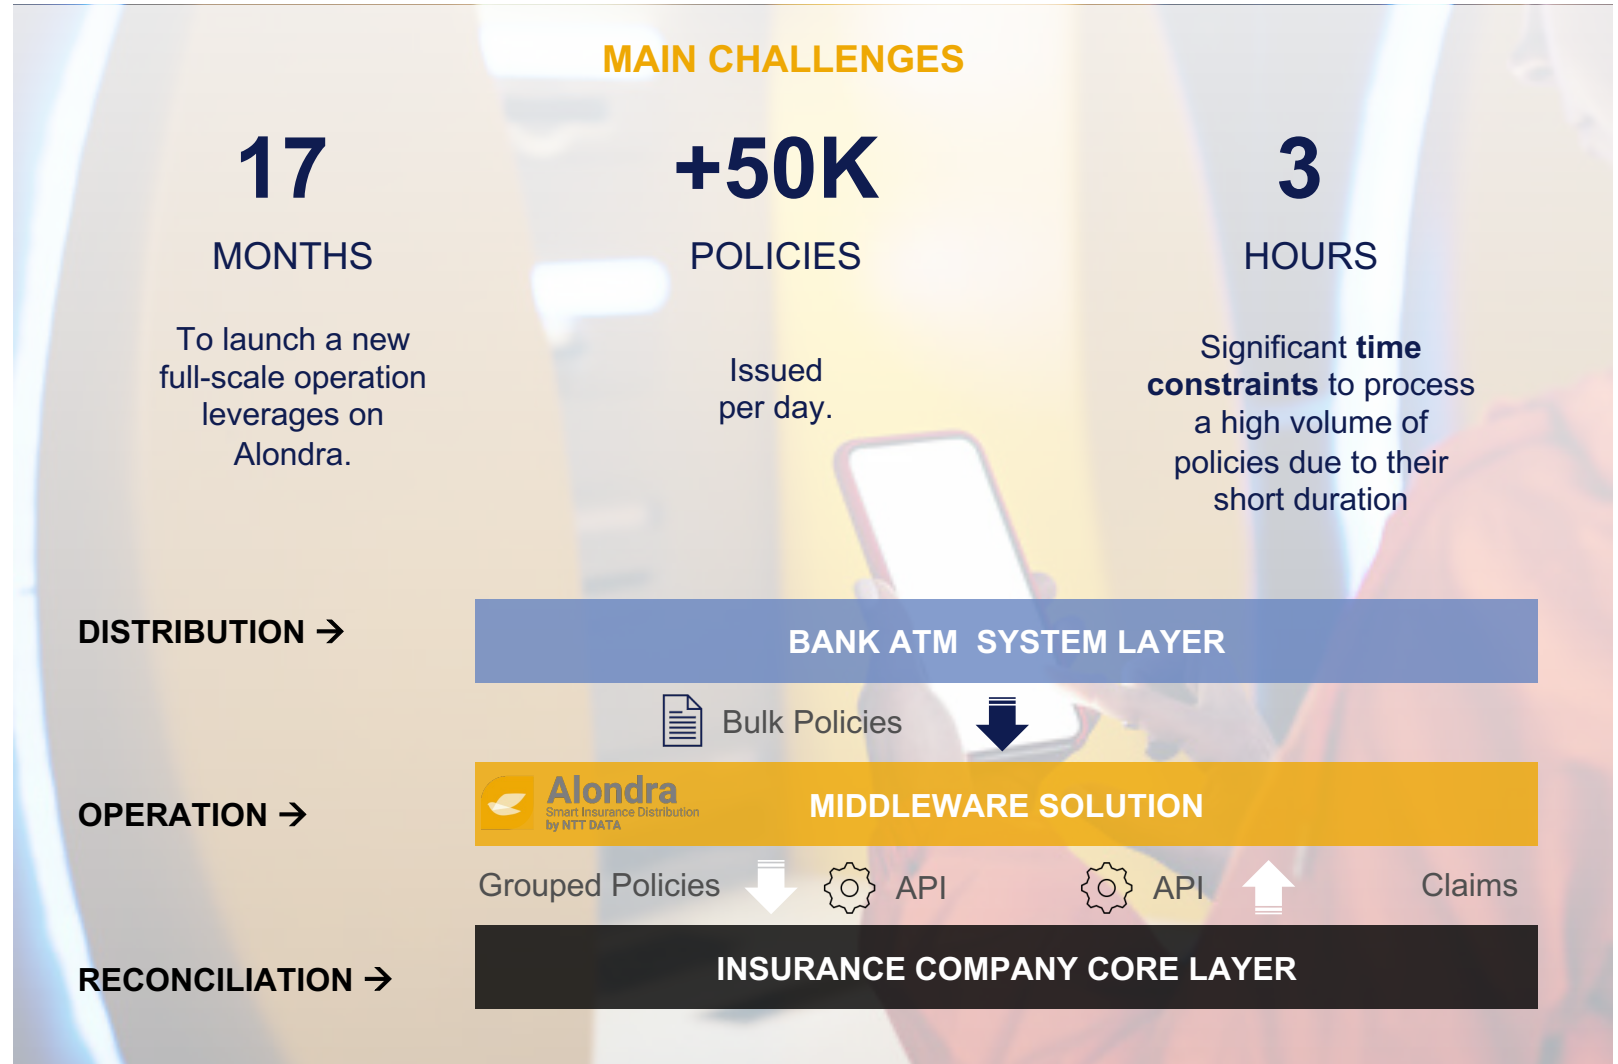 MAIN CHALLENGES
17
MONTHS
To launch a new
full-scale operation
leverages on
Alondra.
+50K
POLICIES
Issued
per day.
3
HOURS
Significant time
constraints to process
a high volume of
policies due to their
short duration
DISTRIBUTION →
BANK ATM  SYSTEM LAYER
Bulk Policies
OPERATION →
Alondra
Smart Insurance Distribution
by NTT DATA
MIDDLEWARE SOLUTION
Grouped Policies
API
API
Claims
RECONCILIATION →
INSURANCE COMPANY CORE LAYER